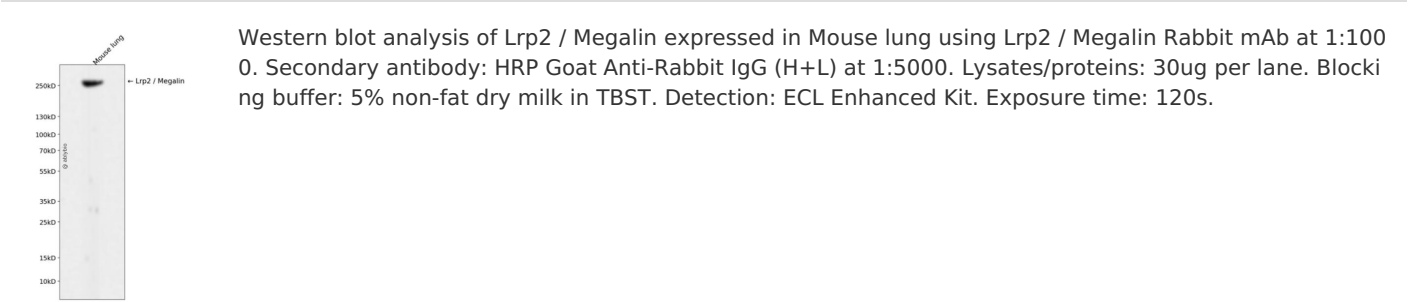 Mouse lung
← Lrp2 / Megalin
250kD
130kD
100kD
70kD
55kD
35kD
25kD
15kD
10kD
@ abybio
Western blot analysis of Lrp2 / Megalin expressed in Mouse lung using Lrp2 / Megalin Rabbit mAb at 1:100
0. Secondary antibody: HRP Goat Anti-Rabbit IgG (H+L) at 1:5000. Lysates/proteins: 30ug per lane. Blocki
ng buffer: 5% non-fat dry milk in TBST. Detection: ECL Enhanced Kit. Exposure time: 120s.